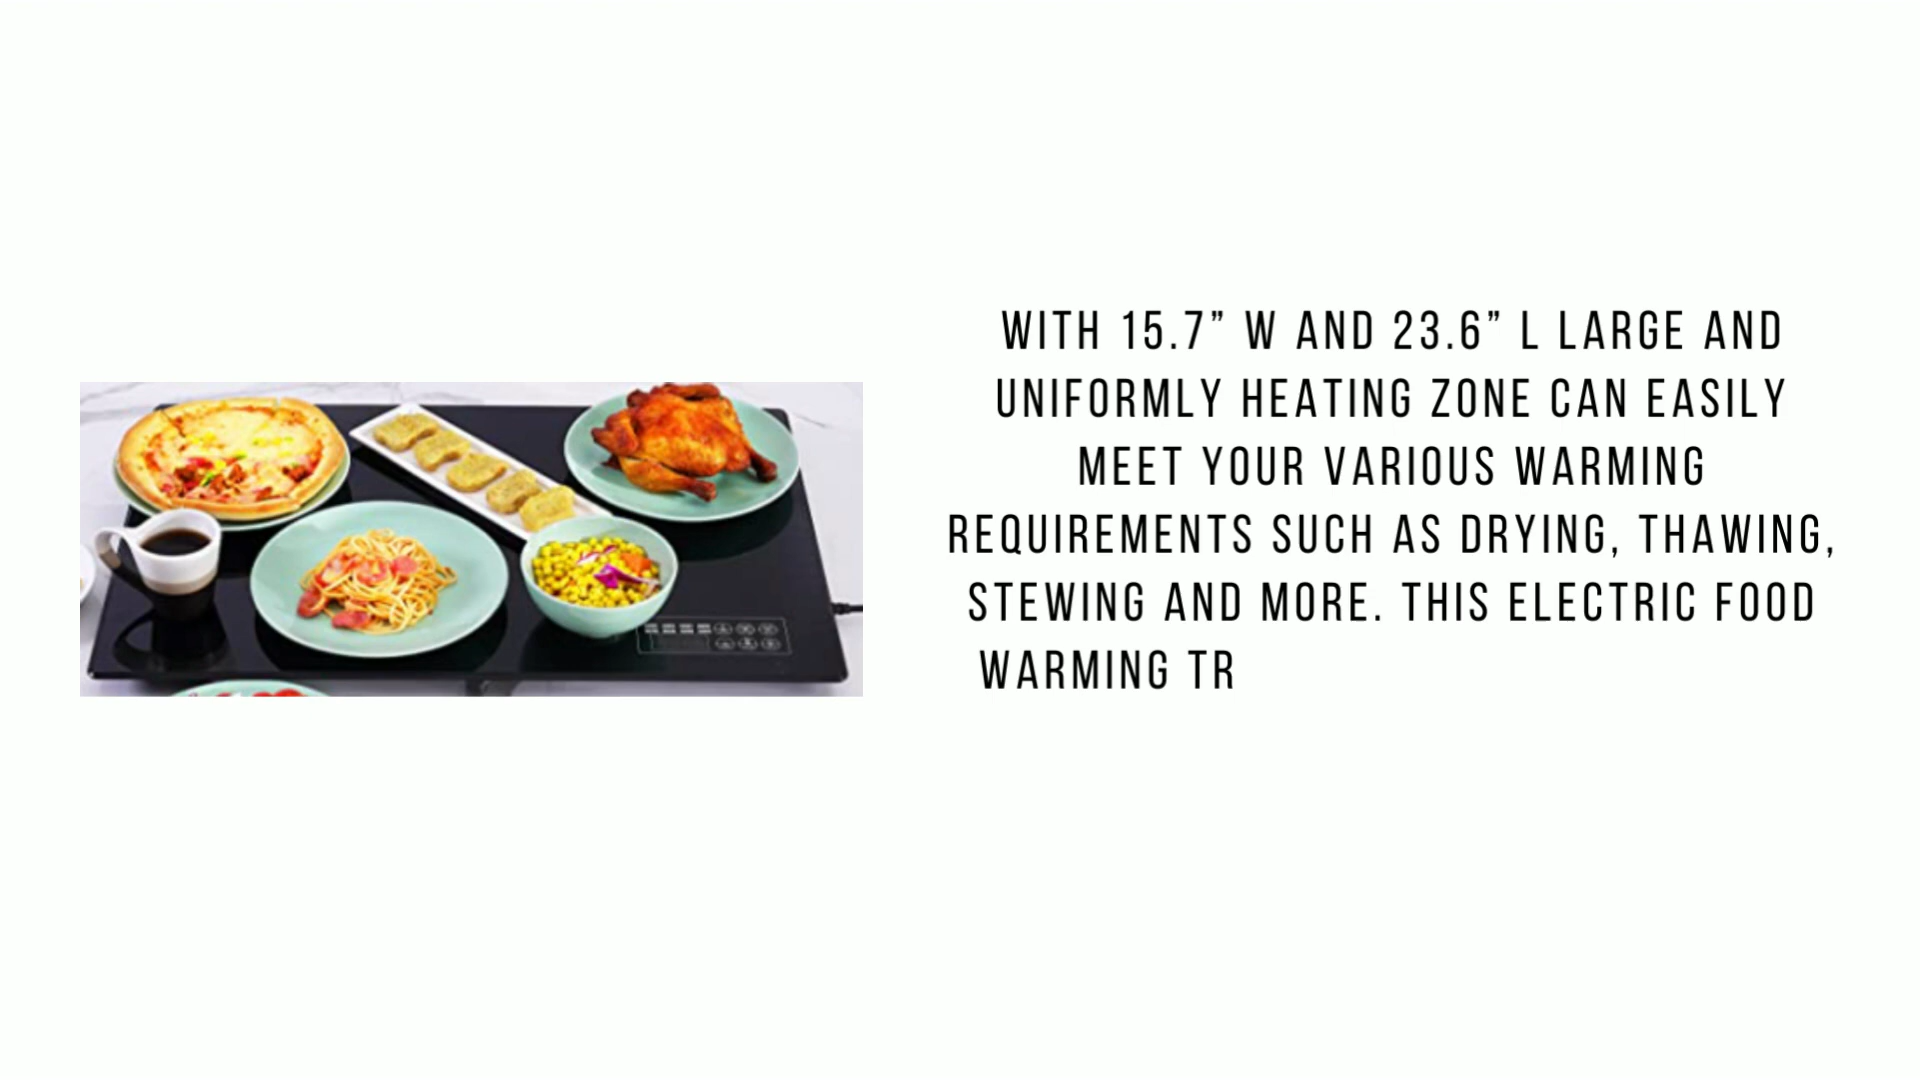 WITH 15.7” W AND 23.6” L LARGE AND
UNIFORMLY HEATING ZONE CAN EASILY
MEET YOUR VARIOUS WARMING
REQUIREMENTS SUCH AS DRYING, THAWING,
STEWING AND MORE. THIS ELECTRIC FOOD
WARMING TR